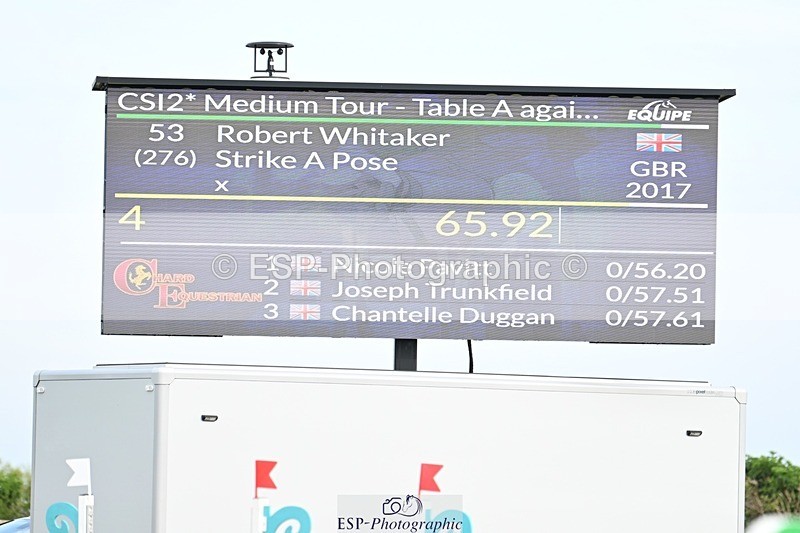 CSI2* Medium Tour - Table A agai...
EQUIPE
53 Robert Whitaker
(276) Strike A Pose
GBR
x
2017
4 65.92
© ESP-Photographic ©
CHARD
EQUESTRIAN
1 0/56.20
2 Joseph Trunkfield 0/57.51
3 Chantelle Duggan 0/57.61
ESP-Photographic